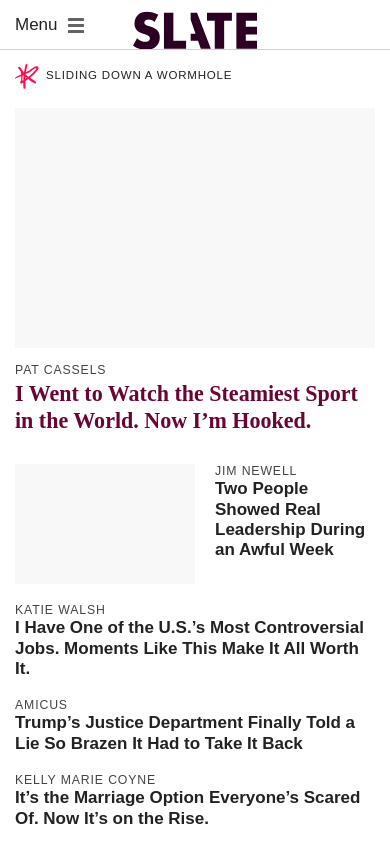 Menu
SLATE
SLIDING DOWN A WORMHOLE
PAT CASSELS
I Went to Watch the Steamiest Sport
in the World. Now I’m Hooked.
JIM NEWELL
Two People
Showed Real
Leadership During
an Awful Week
KATIE WALSH
I Have One of the U.S.’s Most Controversial
Jobs. Moments Like This Make It All Worth
It.
AMICUS
Trump’s Justice Department Finally Told a
Lie So Brazen It Had to Take It Back
KELLY MARIE COYNE
It’s the Marriage Option Everyone’s Scared
Of. Now It’s on the Rise.